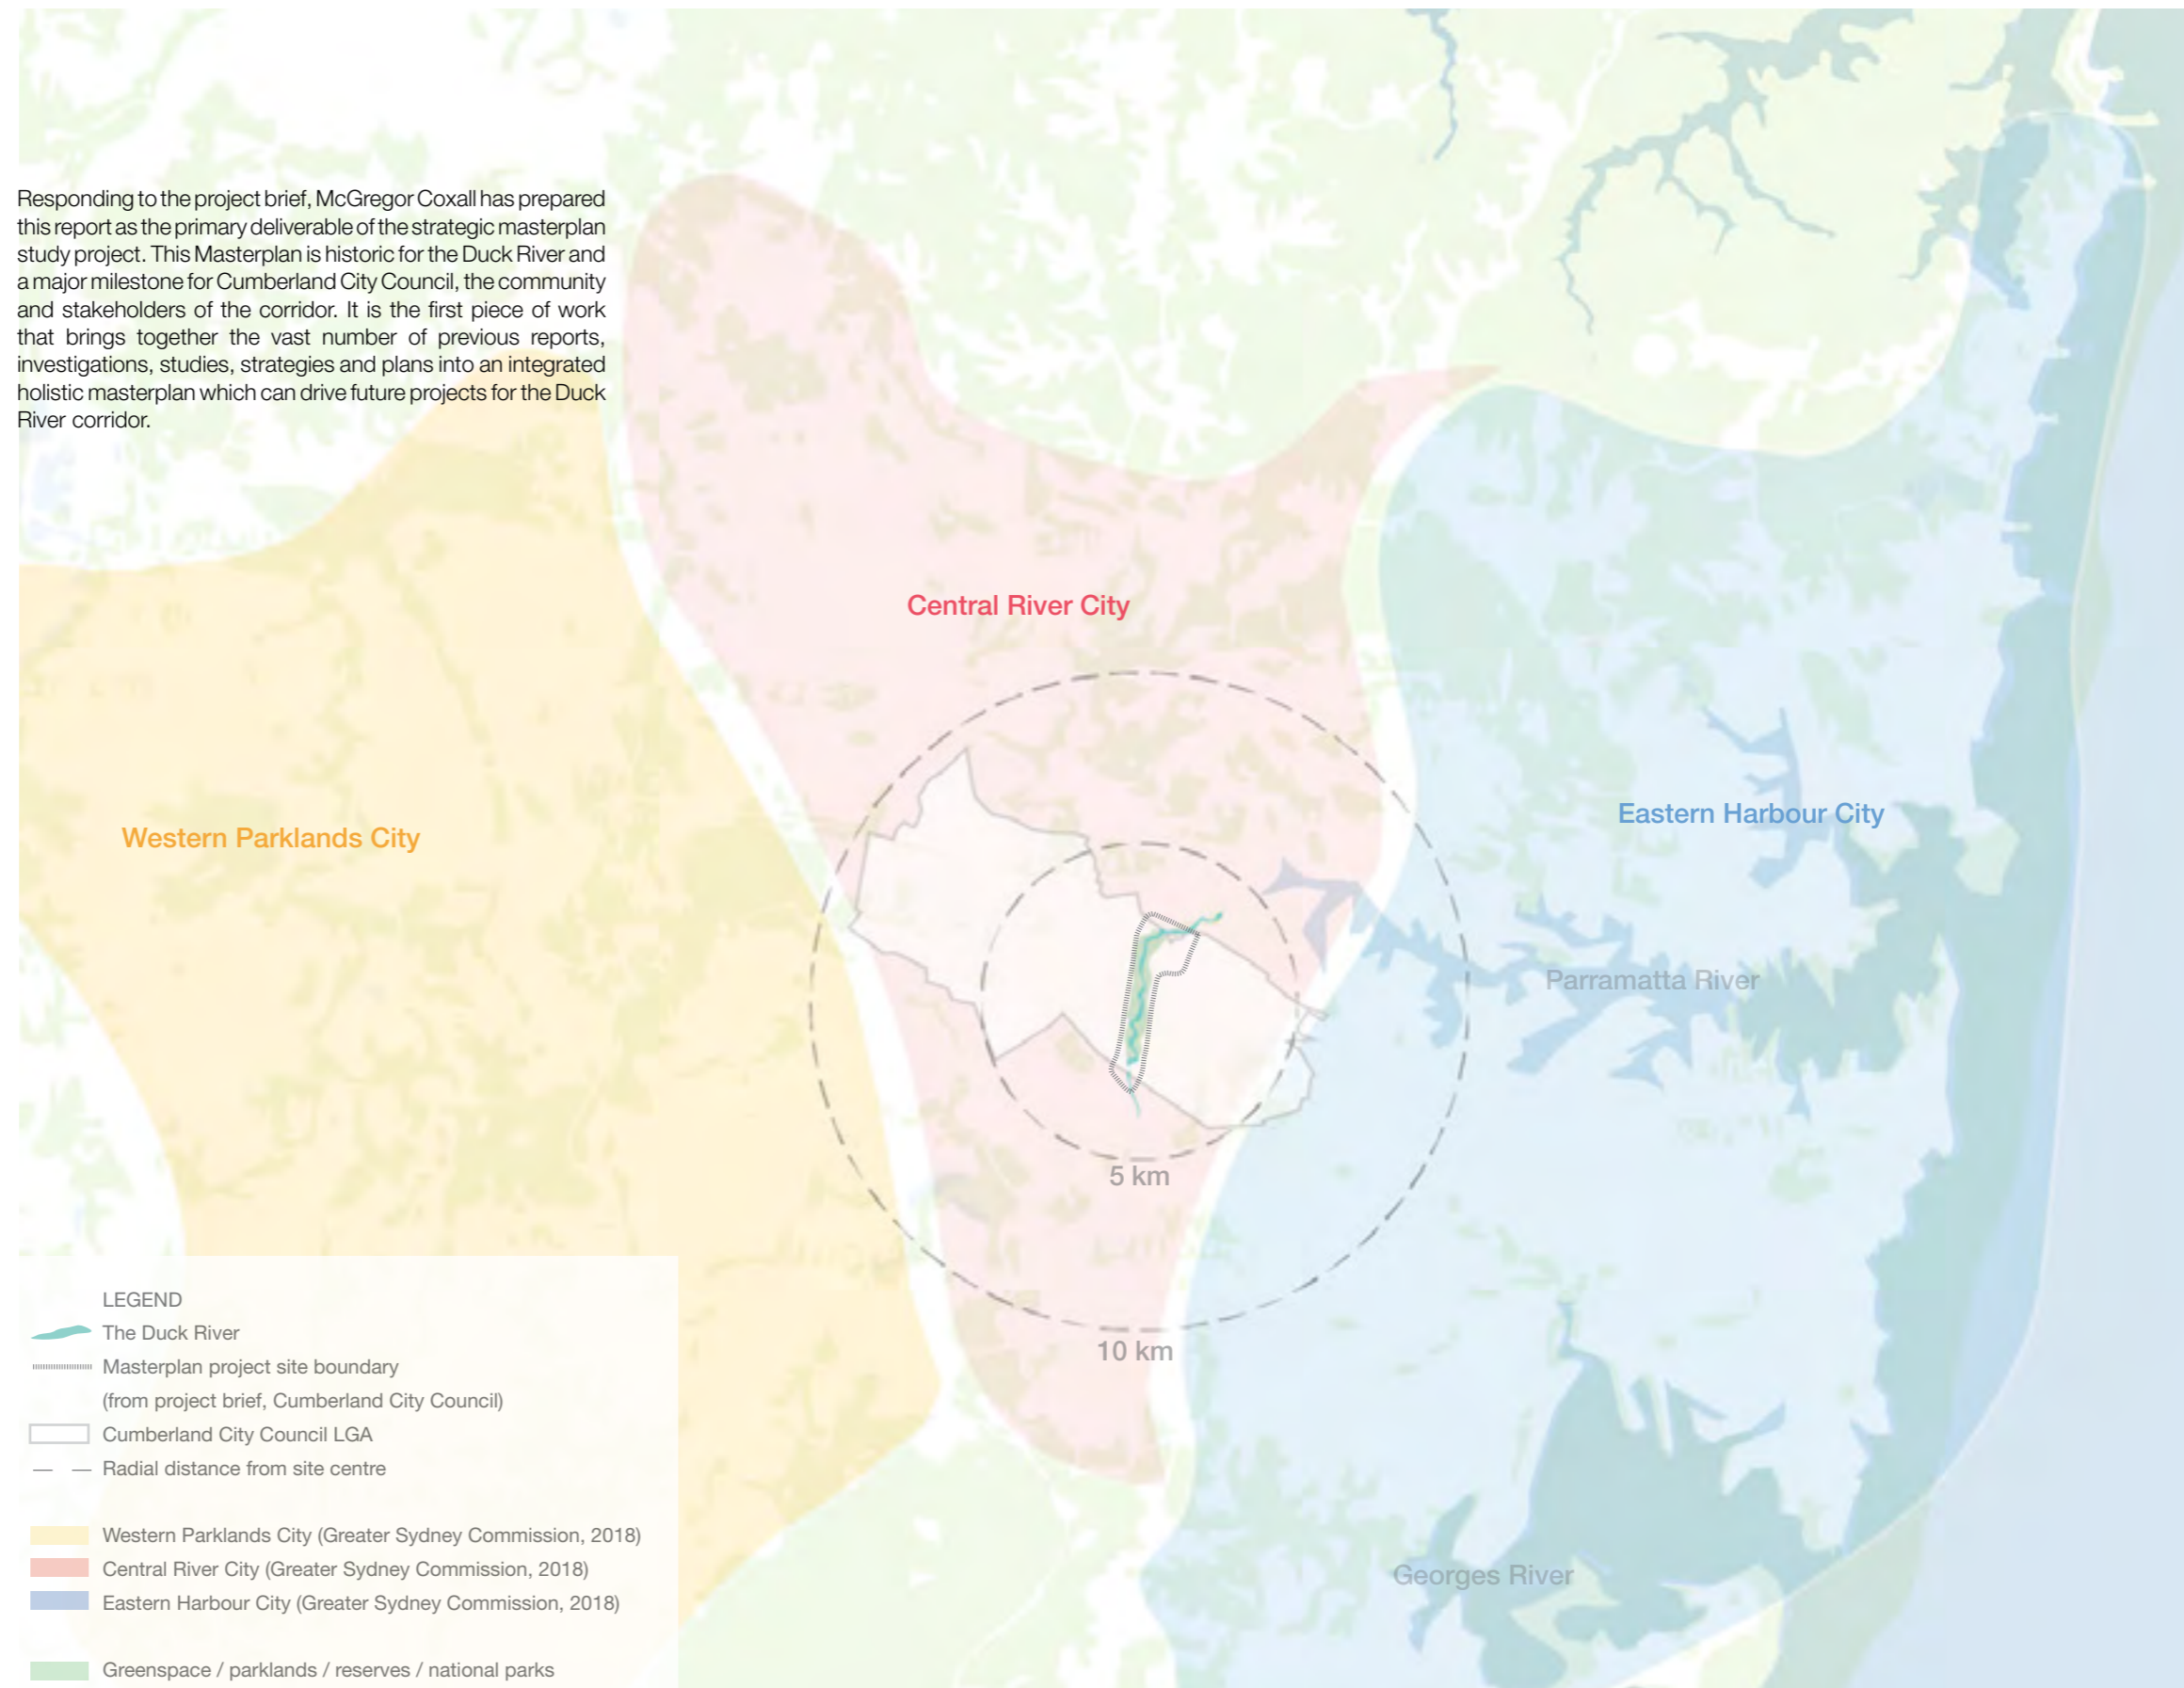 Responding to the project brief, McGregor Coxall has prepared
this report as the primary deliverable of the strategic masterplan
study project. This Masterplan is historic for the Duck River and
a major milestone for Cumberland City Council, the community
and stakeholders of the corridor. It is the first piece of work
that brings together the vast number of previous reports,
investigations, studies, strategies and plans into an integrated
holistic masterplan which can drive future projects for the Duck
River corridor.
Central River City
Eastern Harbour City
Western Parklands City
Parramatta River
5 km
10 km
Georges River
LEGEND
The Duck River
Masterplan project site boundary
(from project brief, Cumberland City Council)
Cumberland City Council LGA
Radial distance from site centre
Western Parklands City (Greater Sydney Commission, 2018)
Central River City (Greater Sydney Commission, 2018)
Eastern Harbour City (Greater Sydney Commission, 2018)
Greenspace / parklands / reserves / national parks